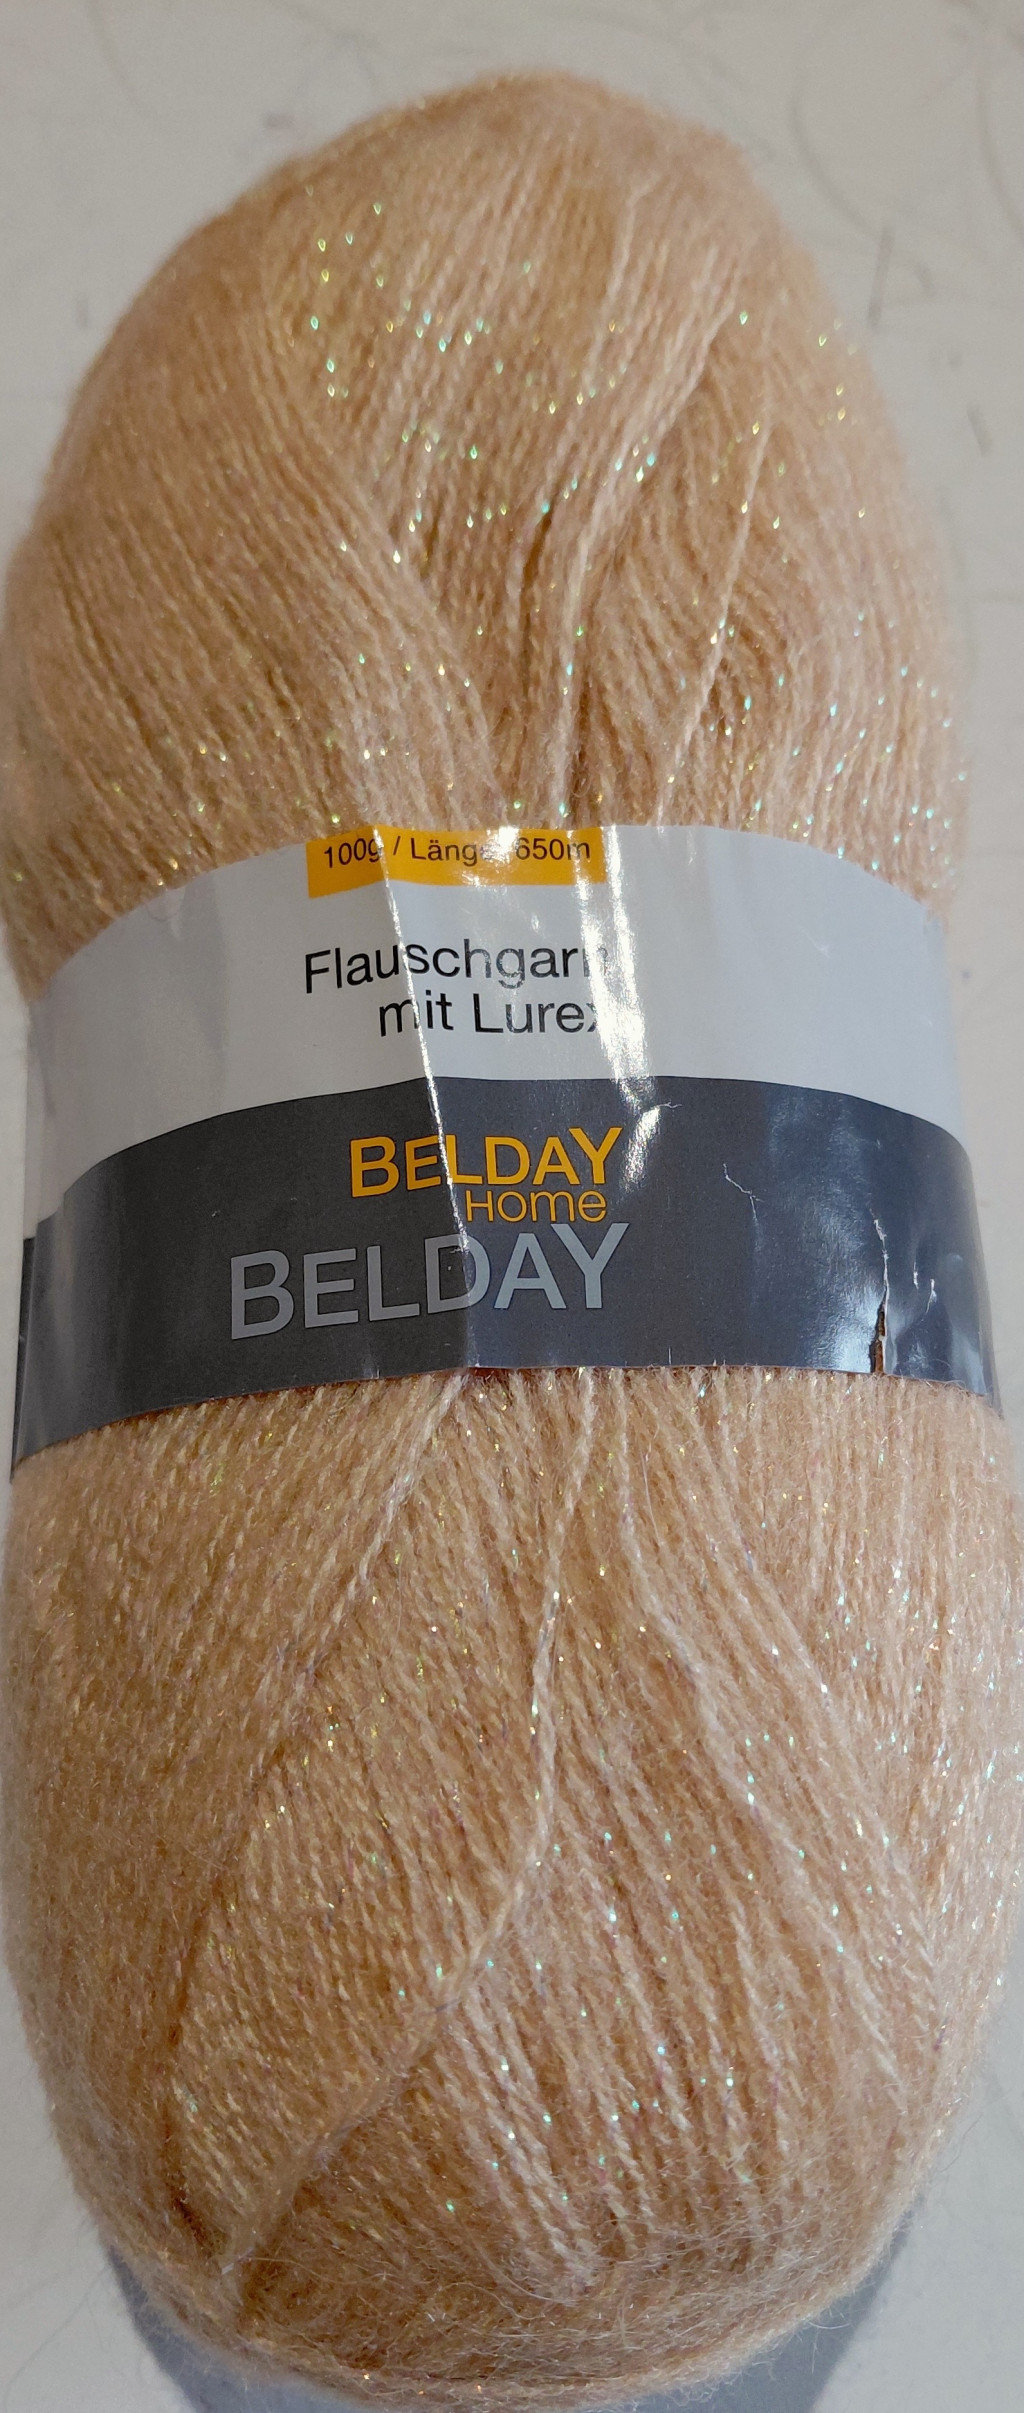 100g / Länge 650m
Flauschgarn
mit Lurex
BELDAY
HOME
BELDAY